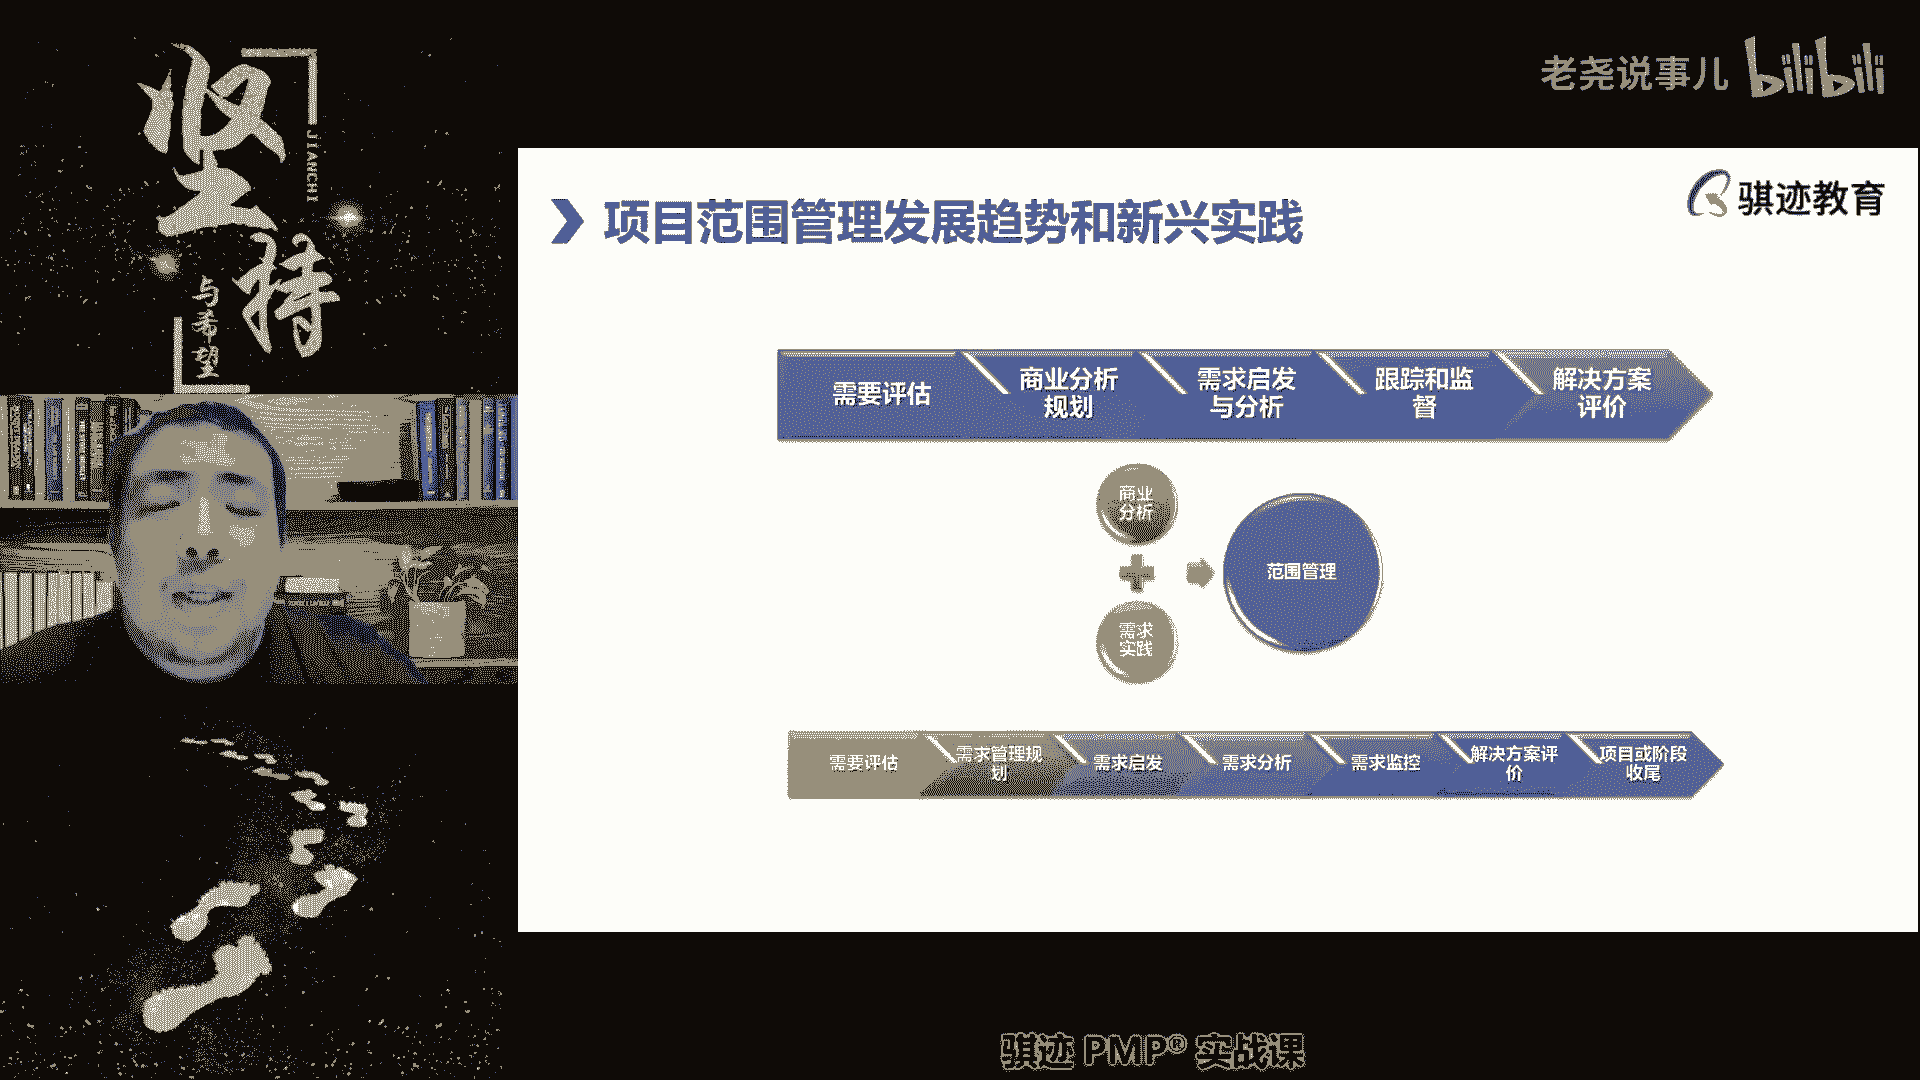 坚持
JIANCHI
与希望
老尧说事儿 bilibili
骐迹教育
项目范围管理发展趋势和新兴实践
需要评估
商业分析
规划
需求启发
与分析
跟踪和监
督
解决方案
评价
商业
分析
需求
实践
范围管理
需要评估
需求管理规
划
需求启发
需求分析
需求监控
解决方案评
价
项目或阶段
收尾
骐迹 PMP® 实战课